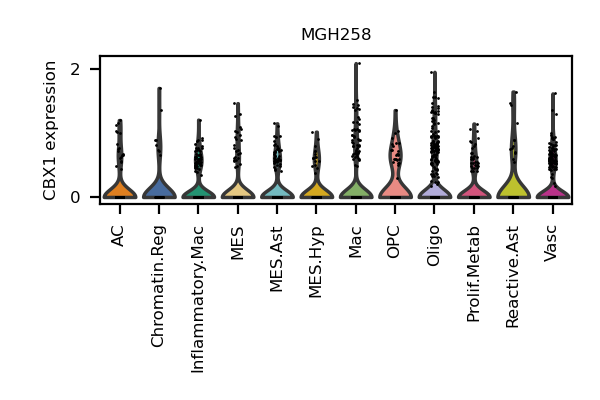 MGH258
CBX1 expression
2
0
AC
Chromatin.Reg
Inflammatory.Mac
MES
MES.Ast
MES.Hyp
Mac
OPC
Oligo
Prolif.Metab
Reactive.Ast
Vasc